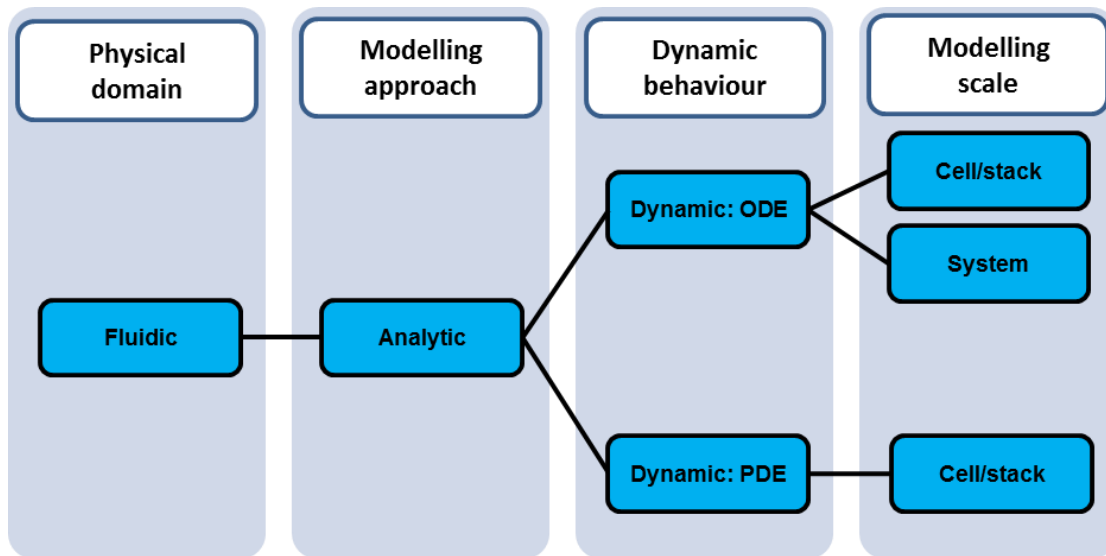 Physical
domain
Modelling
approach
Dynamic
behaviour
Modelling
scale
Fluidic
Analytic
Dynamic: ODE
Cell/stack
System
Dynamic: PDE
Cell/stack